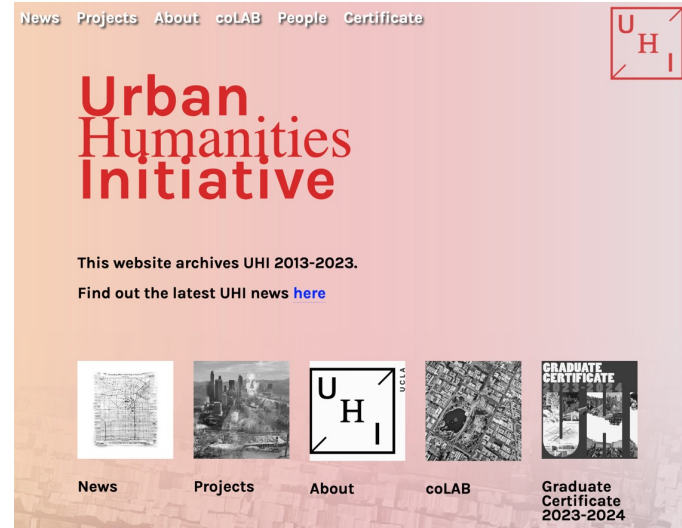 News Projects About coLAB People Certificate
U
H
I
Urban
Humanities
Initiative
This website archives UHI 2013-2023.
Find out the latest UHI news here
U
H
I
UCLA
GRADUATE
CERTIFICATE
2023-2024
UHI
News
Projects
About
coLAB
Graduate
Certificate
2023-2024